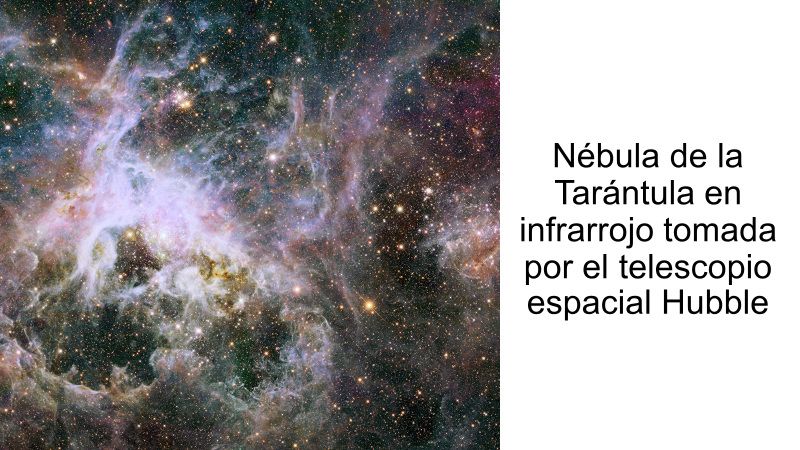 Nébula de la
Tarántula en
infrarrojo tomada
por el telescopio
espacial Hubble